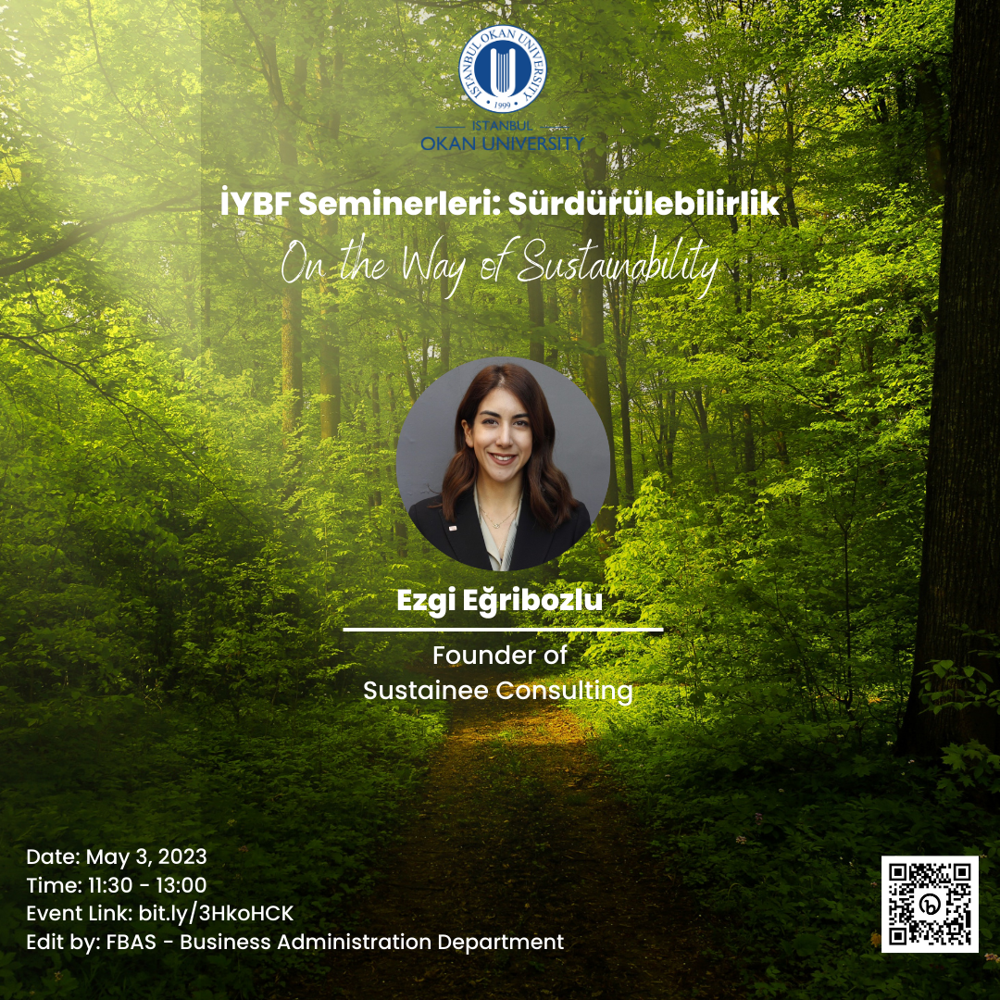 ISTANBUL OKAN UNIVERSITY
1999
ISTANBUL
OKAN UNIVERSITY
İYBF Seminerleri: Sürdürülebilirlik
On the Way of Sustainability
Ezgi Eğribozlu
Founder of
Sustainee Consulting
Date: May 3, 2023
Time: 11:30 - 13:00
Event Link: bit.ly/3HkoHCK
Edit by: FBAS - Business Administration Department